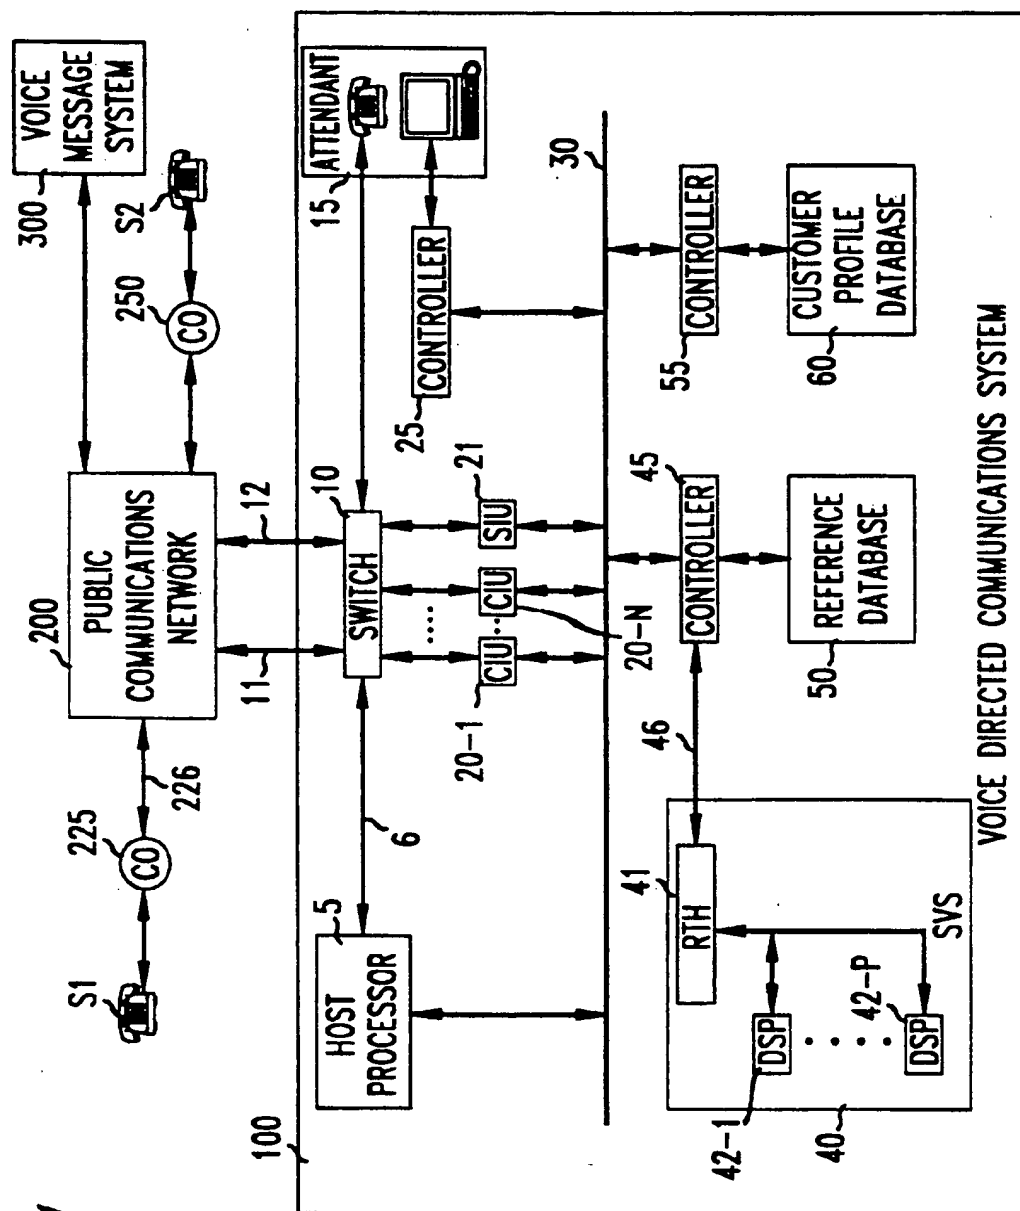 S1
225
CO
226
200
PUBLIC
COMMUNICATIONS
NETWORK
250
CO
S2
300
VOICE
MESSAGE
SYSTEM
100
11
12
5
HOST
PROCESSOR
6
10
SWITCH
15
ATTENDANT
20-1
CIU
..
CIU
20-N
SIU
21
25
CONTROLLER
30
41
RTH
46
CONTROLLER
45
55
CONTROLLER
42-1
DSP
42-P
DSP
SVS
40
50
REFERENCE
DATABASE
60
CUSTOMER
PROFILE
DATABASE
VOICE DIRECTED COMMUNICATIONS SYSTEM